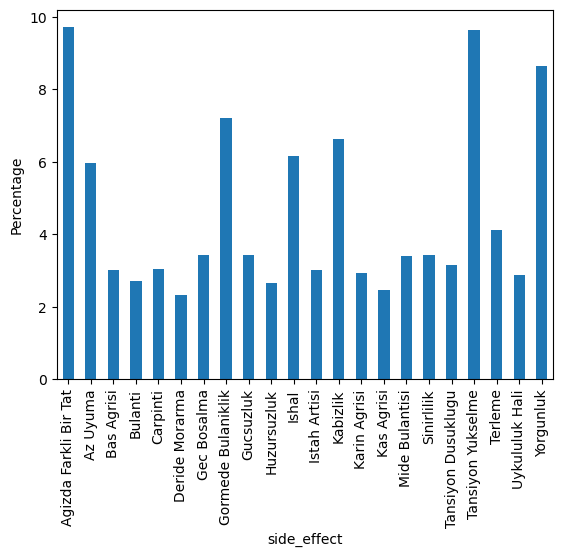 10
8
6
4
2
0
Percentage
Agizda Farkli Bir Tat
Az Uyuma
Bas Agrisi
Bulanti
Carpinti
Deride Morarma
Gec Bosalma
Gormede Bulaniklik
Gucsuzluk
Huzursuzluk
Ishal
Istah Artisi
Kabizlik
Karin Agrisi
Kas Agrisi
Mide Bulantisi
Sinirlilik
Tansiyon Dusuklugu
Tansiyon Yukselme
Terleme
Uykululuk Hali
Yorgunluk
side_effect